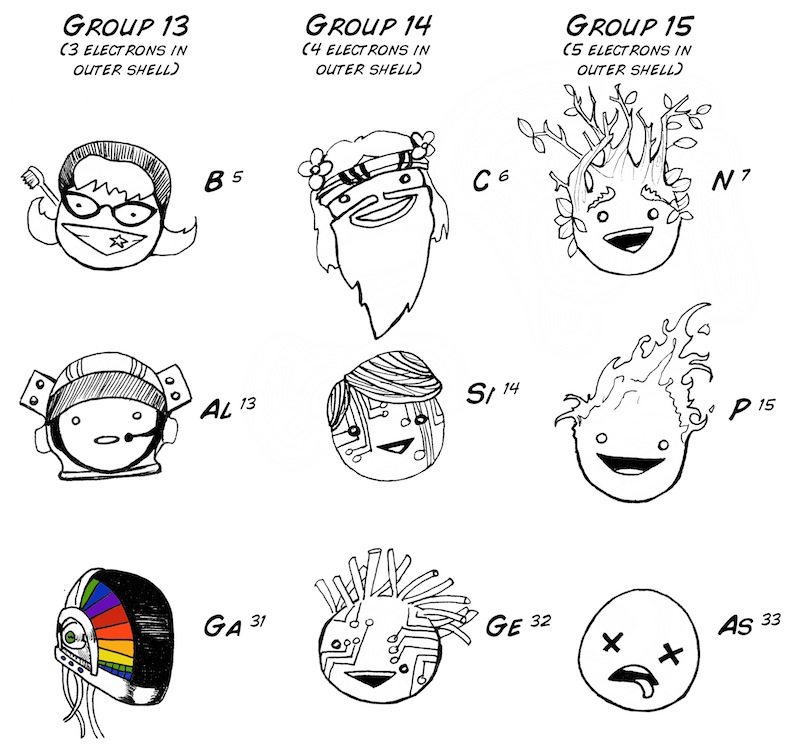 Group 13
(3 electrons in
outer shell)
Group 14
(4 electrons in
outer shell)
Group 15
(5 electrons in
outer shell)
B 5
C 6
N 7
Al 13
Si 14
P 15
Ga 31
Ge 32
As 33